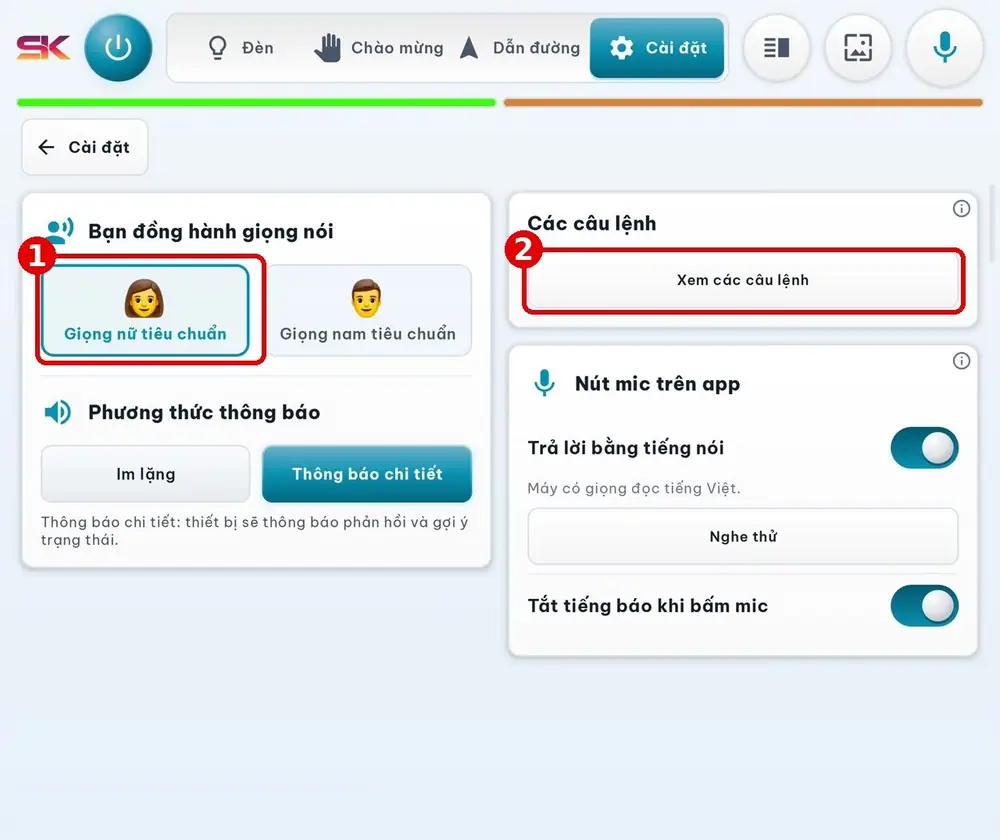 SK
Đèn
Chào mừng
Dẫn đường
Cài đặt
Cài đặt
Bạn đồng hành giọng nói
1
Giọng nữ tiêu chuẩn
Giọng nam tiêu chuẩn
Phương thức thông báo
Im lặng
Thông báo chi tiết
Thông báo chi tiết: thiết bị sẽ thông báo phản hồi và gợi ý
trạng thái.
Các câu lệnh
2
Xem các câu lệnh
Nút mic trên app
Trả lời bằng tiếng nói
Máy có giọng đọc tiếng Việt.
Nghe thử
Tắt tiếng báo khi bấm mic